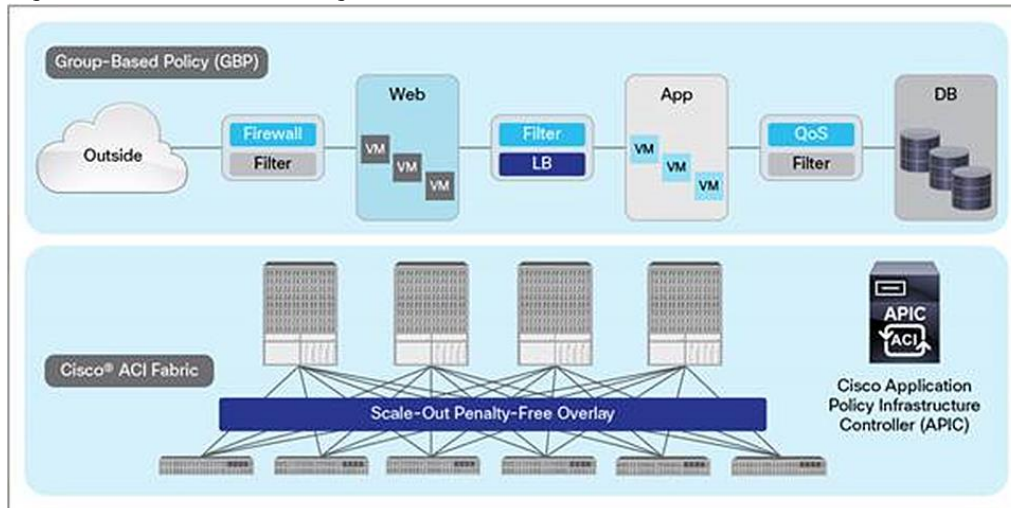 Group-Based Policy (GBP)
Outside
Firewall
Filter
Web
VM
VM
VM
Filter
LB
App
VM
VM
VM
QoS
Filter
DB
Cisco® ACI Fabric
Scale-Out Penalty-Free Overlay
APIC
ACI
Cisco Application
Policy Infrastructure
Controller (APIC)